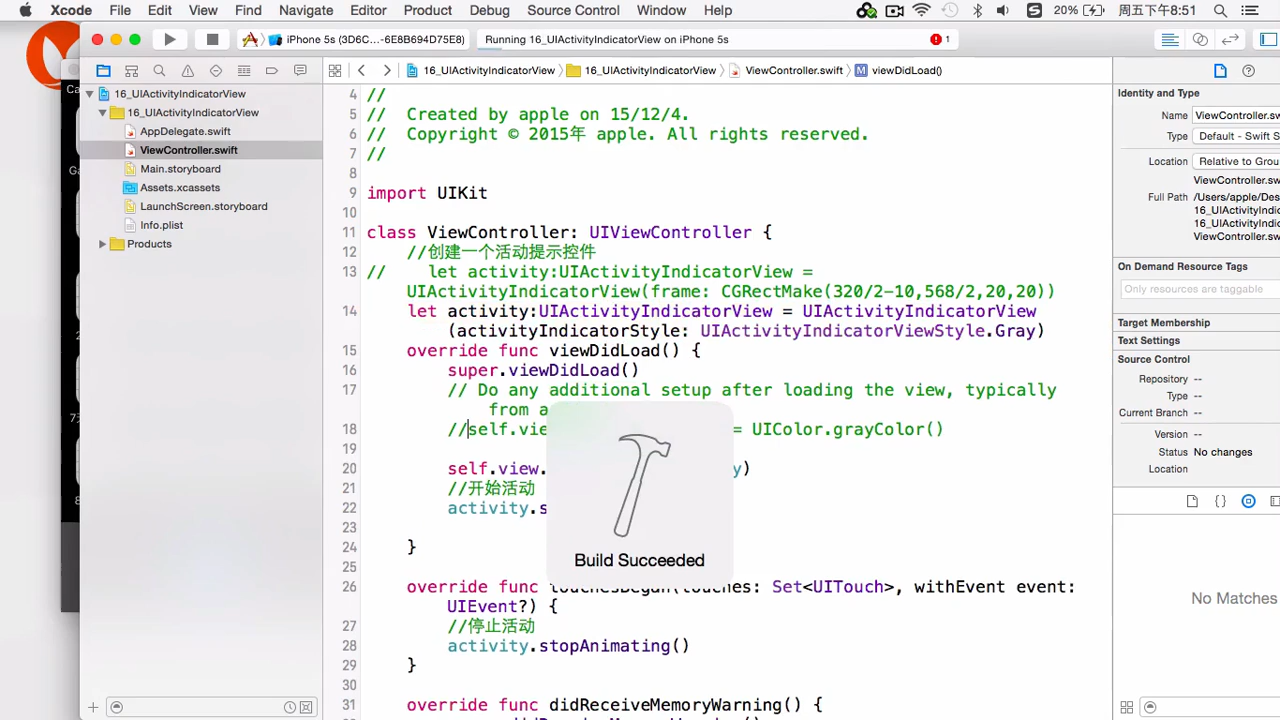 Xcode File Edit View Find Navigate Editor Product Debug Source Control Window Help 20% 周五下午8:51
iPhone 5s (3D6C...-6E8B694D75E8) Running 16_UIActivityIndicatorView on iPhone 5s 1
16_UIActivityIndicatorView 16_UIActivityIndicatorView ViewController.swift viewDidLoad()
16_UIActivityIndicatorView
16_UIActivityIndicatorView
AppDelegate.swift
ViewController.swift
Main.storyboard
Assets.xcassets
LaunchScreen.storyboard
Info.plist
Products
4 //
5 // Created by apple on 15/12/4.
6 // Copyright © 2015年 apple. All rights reserved.
7 //
8
9 import UIKit
10
11 class ViewController: UIViewController {
12 //创建一个活动提示控件
13 // let activity:UIActivityIndicatorView =
UIActivityIndicatorView(frame: CGRectMake(320/2-10,568/2,20,20))
14 let activity:UIActivityIndicatorView = UIActivityIndicatorView
(activityIndicatorStyle: UIActivityIndicatorViewStyle.Gray)
15 override func viewDidLoad() {
16 super.viewDidLoad()
17 // Do any additional setup after loading the view, typically
from a
18 //self.vie = UIColor.grayColor()
19
20 self.view. y)
21 //开始活动
22 activity.s
23
24 }
26 override func touchesBegan(touches: Set<UITouch>, withEvent event:
UIEvent?) {
27 //停止活动
28 activity.stopAnimating()
29 }
30
31 override func didReceiveMemoryWarning() {
Build Succeeded
Identity and Type
Name ViewController.sw
Type Default - Swift S
Location Relative to Grou
ViewController.sw
Full Path /Users/apple/Des
16_UIActivityIndica
16_UIActivityIndica
ViewController.sw
On Demand Resource Tags
Only resources are taggable
Target Membership
Text Settings
Source Control
Repository --
Type --
Current Branch --
Version --
Status No changes
Location
No Matches